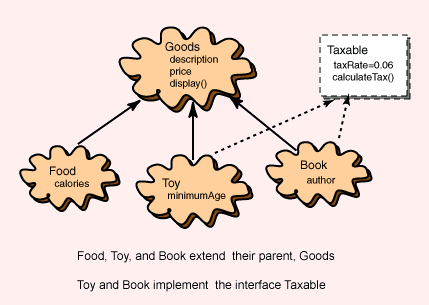 Goods
description
price
display()
Taxable
taxRate=0.06
calculateTax()
Food
calories
Toy
minimumAge
Book
author
Food, Toy, and Book extend their parent, Goods
Toy and Book implement the interface Taxable